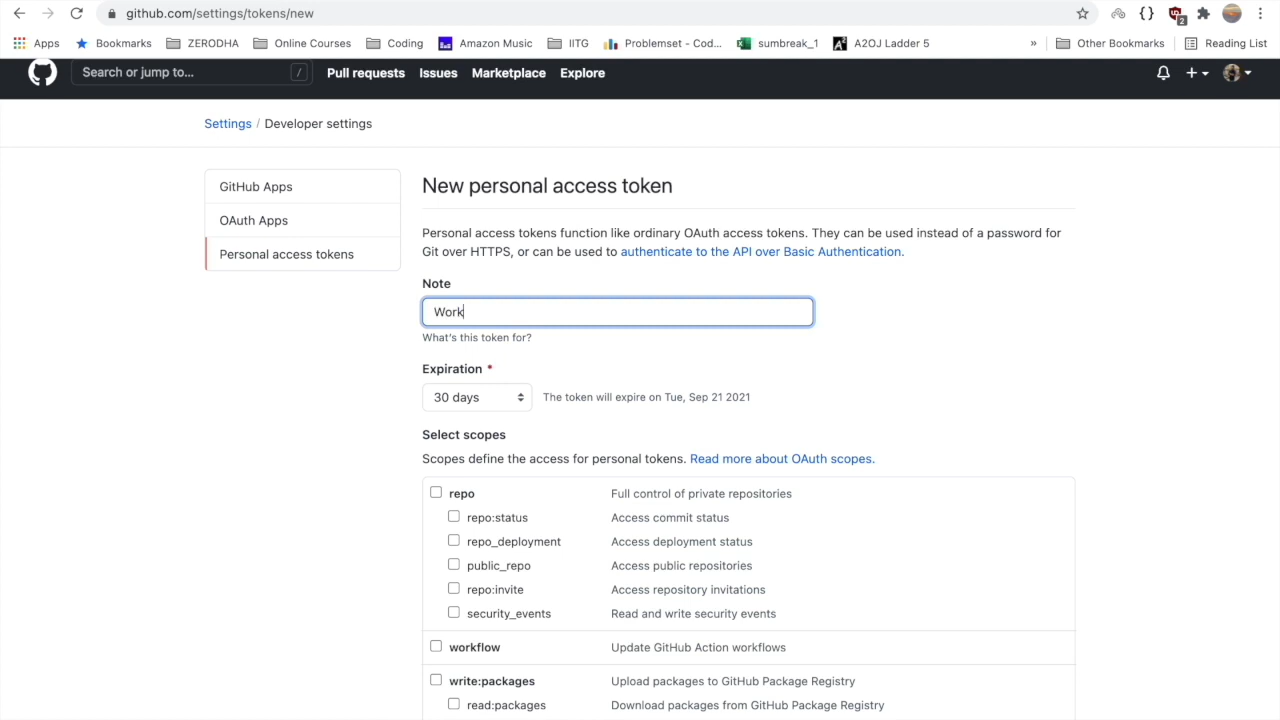 github.com/settings/tokens/new
2
Apps Bookmarks ZERODHA Online Courses Coding Amazon Music IITG Problemset - Cod... sumbreak_1 A2OJ Ladder 5 » Other Bookmarks Reading List
Search or jump to... / Pull requests Issues Marketplace Explore
Settings / Developer settings
GitHub Apps
OAuth Apps
Personal access tokens
New personal access token
Personal access tokens function like ordinary OAuth access tokens. They can be used instead of a password for
Git over HTTPS, or can be used to authenticate to the API over Basic Authentication.
Note
Work
What's this token for?
Expiration *
30 days The token will expire on Tue, Sep 21 2021
Select scopes
Scopes define the access for personal tokens. Read more about OAuth scopes.
repo Full control of private repositories
repo:status Access commit status
repo_deployment Access deployment status
public_repo Access public repositories
repo:invite Access repository invitations
security_events Read and write security events
workflow Update GitHub Action workflows
write:packages Upload packages to GitHub Package Registry
read:packages Download packages from GitHub Package Registry